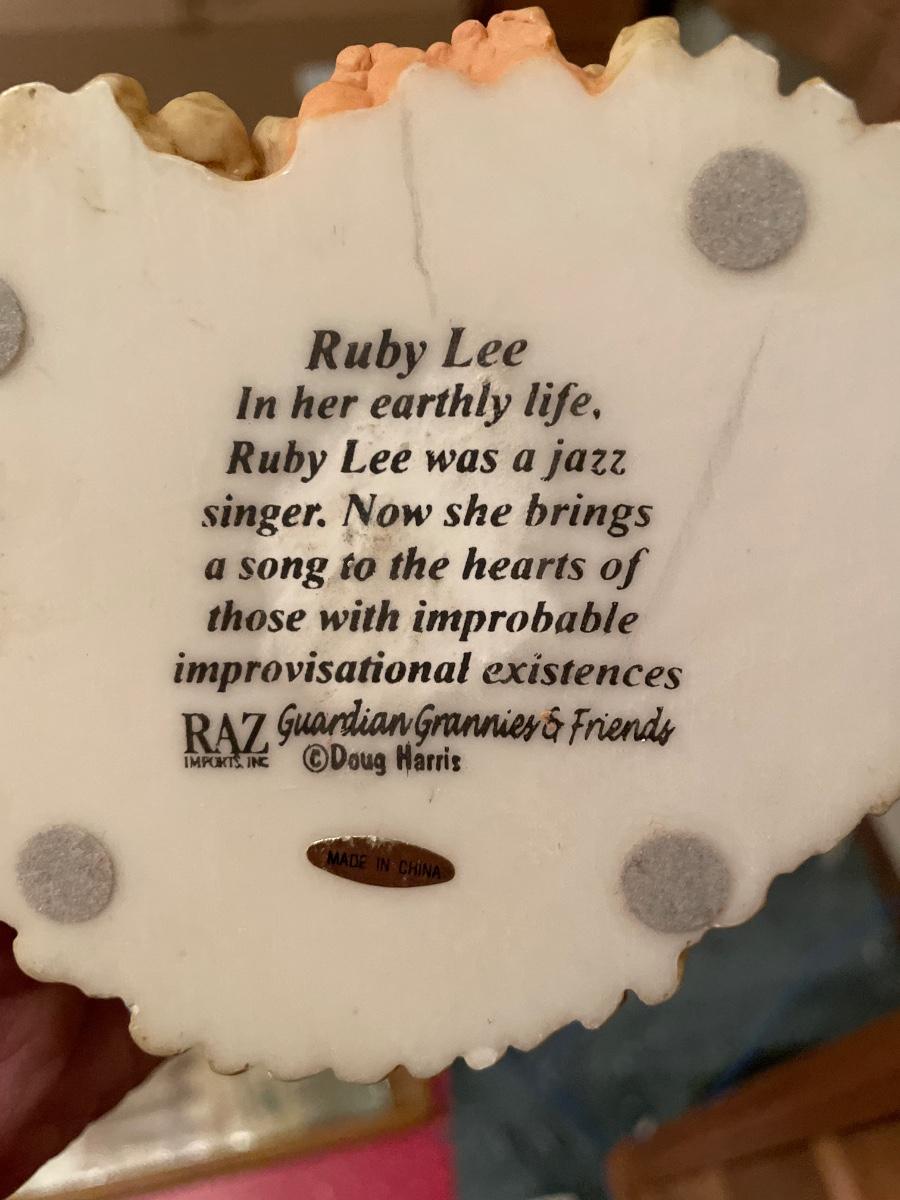 Ruby Lee
In her earthly life,
Ruby Lee was a jazz
singer. Now she brings
a song to the hearts of
those with improbable
improvisational existences
RAZ Guardian Grannies & Friends
IMPORTS, INC ©Doug Harris
MADE IN CHINA